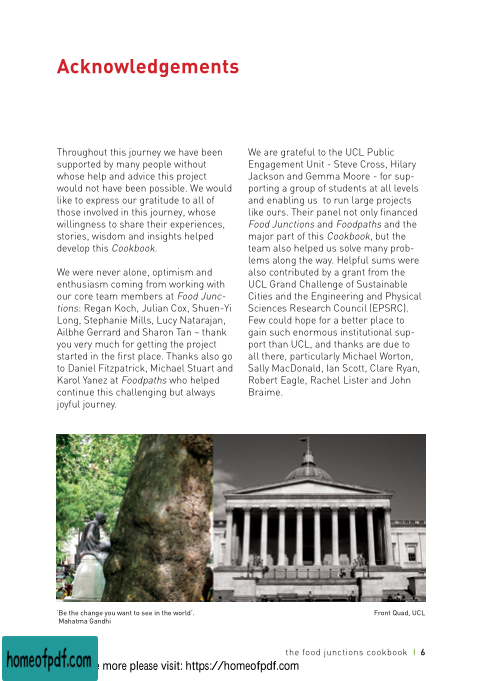 Acknowledgements
Throughout this journey we have been
supported by many people without
whose help and advice this project
would not have been possible. We would
like to express our gratitude to all of
those involved in this journey, whose
willingness to share their experiences,
stories, wisdom and insights helped
develop this Cookbook.
We were never alone, optimism and
enthusiasm coming from working with
our core team members at Food Junc-
tions: Regan Koch, Julian Cox, Shuen-Yi
Long, Stephanie Mills, Lucy Natarajan,
Ailbhe Gerrard and Sharon Tan – thank
you very much for getting the project
started in the first place. Thanks also go
to Daniel Fitzpatrick, Michael Stuart and
Karol Yanez at Foodpaths who helped
continue this challenging but always
joyful journey.
We are grateful to the UCL Public
Engagement Unit - Steve Cross, Hilary
Jackson and Gemma Moore - for sup-
porting a group of students at all levels
and enabling us to run large projects
like ours. Their panel not only financed
Food Junctions and Foodpaths and the
major part of this Cookbook, but the
team also helped us solve many prob-
lems along the way. Helpful sums were
also contributed by a grant from the
UCL Grand Challenge of Sustainable
Cities and the Engineering and Physical
Sciences Research Council (EPSRC).
Few could hope for a better place to
gain such enormous institutional sup-
port than UCL, and thanks are due to
all there, particularly Michael Worton,
Sally MacDonald, Ian Scott, Clare Ryan,
Robert Eagle, Rachel Lister and John
Braime.
'Be the change you want to see in the world'.
Mahatma Gandhi
Front Quad, UCL
the food junctions cookbook | 6
homeofpdf.com
more please visit: https://homeofpdf.com